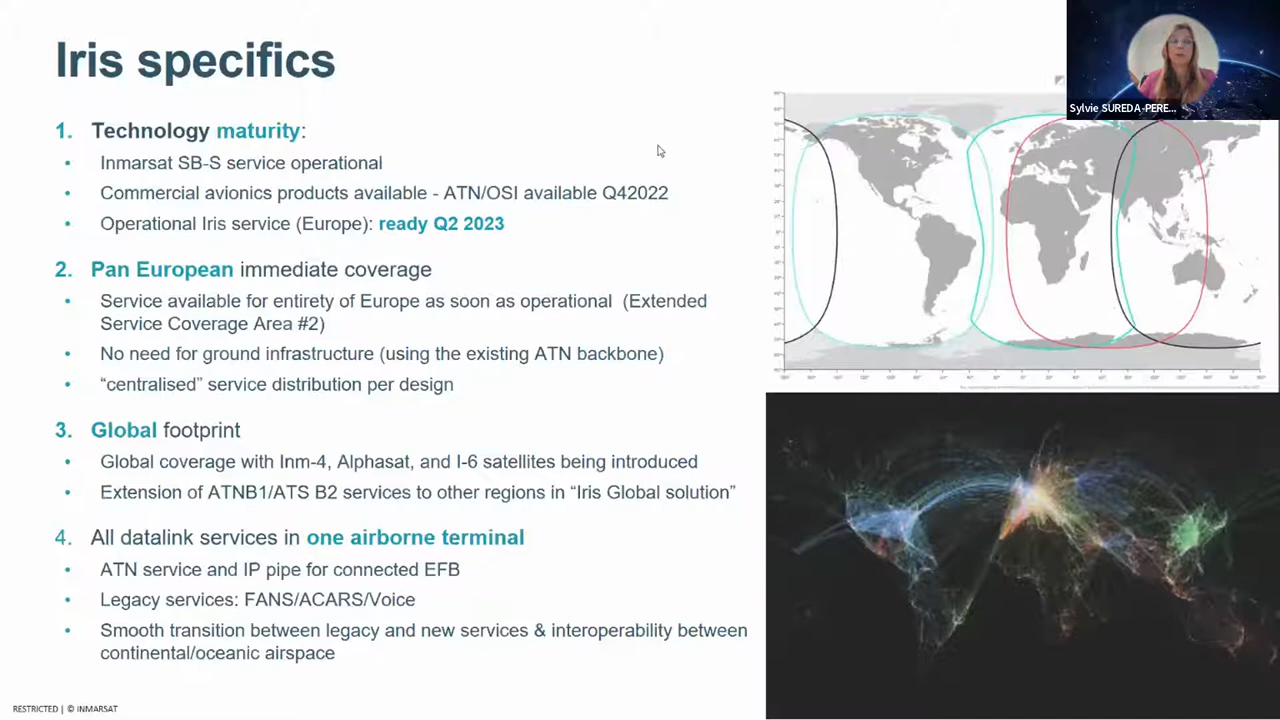 Iris specifics
Sylvie SUREDA-PERE...
1. Technology maturity:
• Inmarsat SB-S service operational
• Commercial avionics products available - ATN/OSI available Q42022
• Operational Iris service (Europe): ready Q2 2023
2. Pan European immediate coverage
• Service available for entirety of Europe as soon as operational (Extended
Service Coverage Area #2)
• No need for ground infrastructure (using the existing ATN backbone)
• “centralised” service distribution per design
3. Global footprint
• Global coverage with Inm-4, Alphasat, and I-6 satellites being introduced
• Extension of ATNB1/ATS B2 services to other regions in “Iris Global solution”
4. All datalink services in one airborne terminal
• ATN service and IP pipe for connected EFB
• Legacy services: FANS/ACARS/Voice
• Smooth transition between legacy and new services & interoperability between
continental/oceanic airspace
RESTRICTED | © INMARSAT